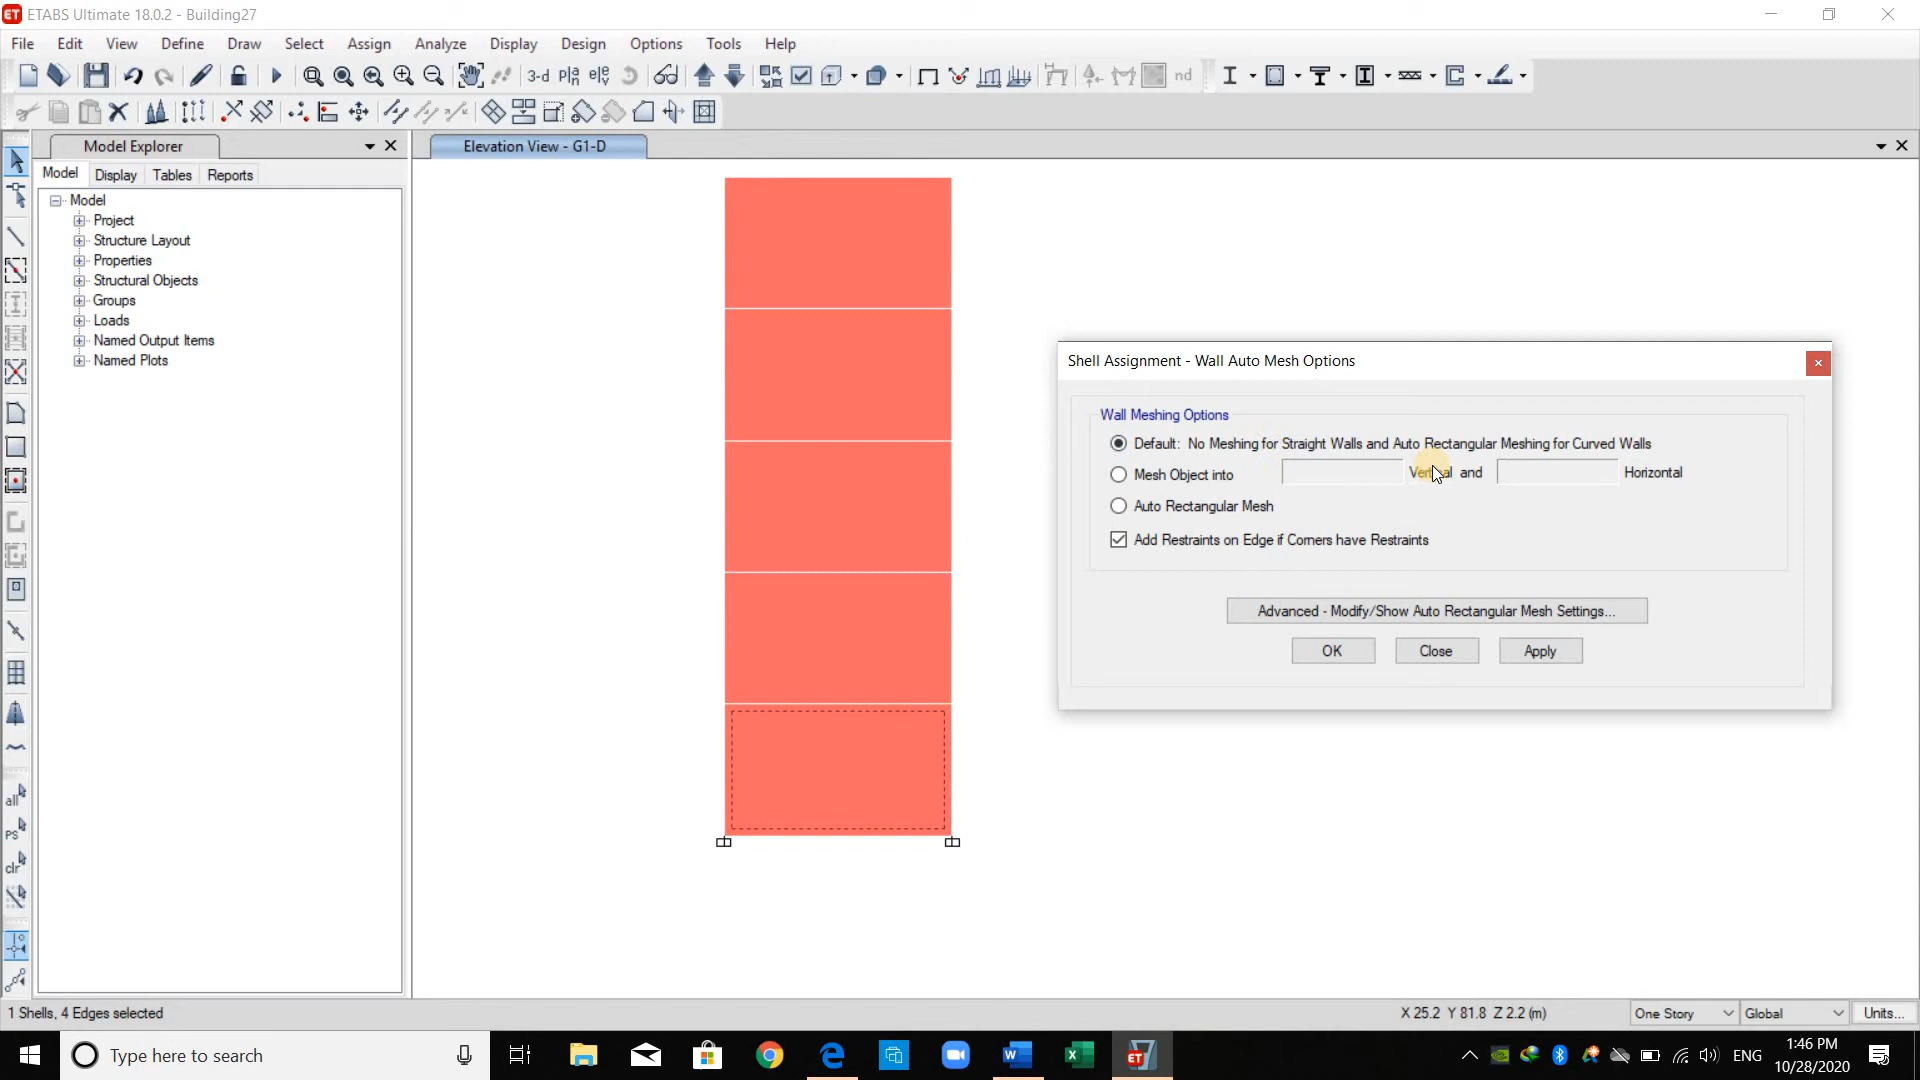 ETABS Ultimate 18.0.2 - Building27
File Edit View Define Draw Select Assign Analyze Display Design Options Tools Help
3-d Pla ele nd
Model Explorer
Elevation View - G1-D
Model Display Tables Reports
Model
Project
Structure Layout
Properties
Structural Objects
Groups
Loads
Named Output Items
Named Plots
Shell Assignment - Wall Auto Mesh Options
Wall Meshing Options
Default: No Meshing for Straight Walls and Auto Rectangular Meshing for Curved Walls
Mesh Object into Vertical and Horizontal
Auto Rectangular Mesh
Add Restraints on Edge if Corners have Restraints
Advanced - Modify/Show Auto Rectangular Mesh Settings...
OK Close Apply
all
PS
clr
1 Shells, 4 Edges selected
X 25.2 Y 81.8 Z 2.2 (m)
One Story Global Units...
Type here to search
ENG
1:46 PM
10/28/2020